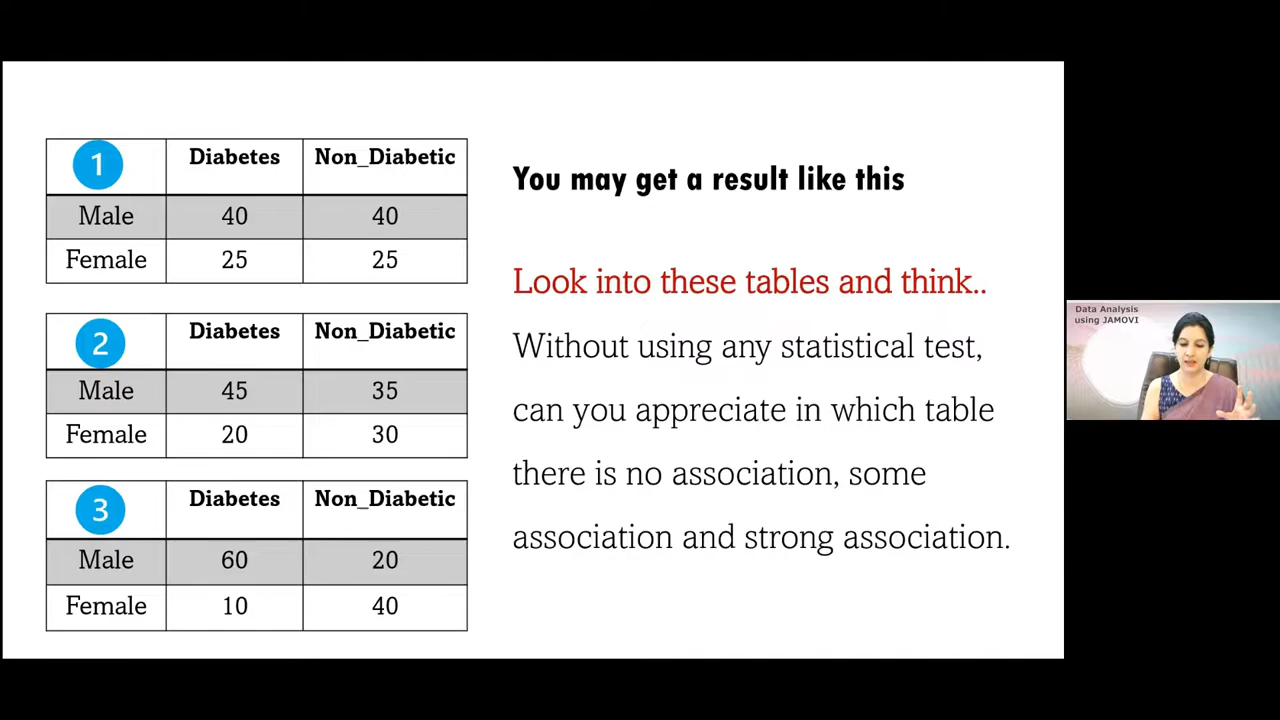 1 Diabetes Non_Diabetic
Male 40 40
Female 25 25
2 Diabetes Non_Diabetic
Male 45 35
Female 20 30
3 Diabetes Non_Diabetic
Male 60 20
Female 10 40
You may get a result like this
Look into these tables and think..
Without using any statistical test,
can you appreciate in which table
there is no association, some
association and strong association.
Data Analysis
using JAMOVI